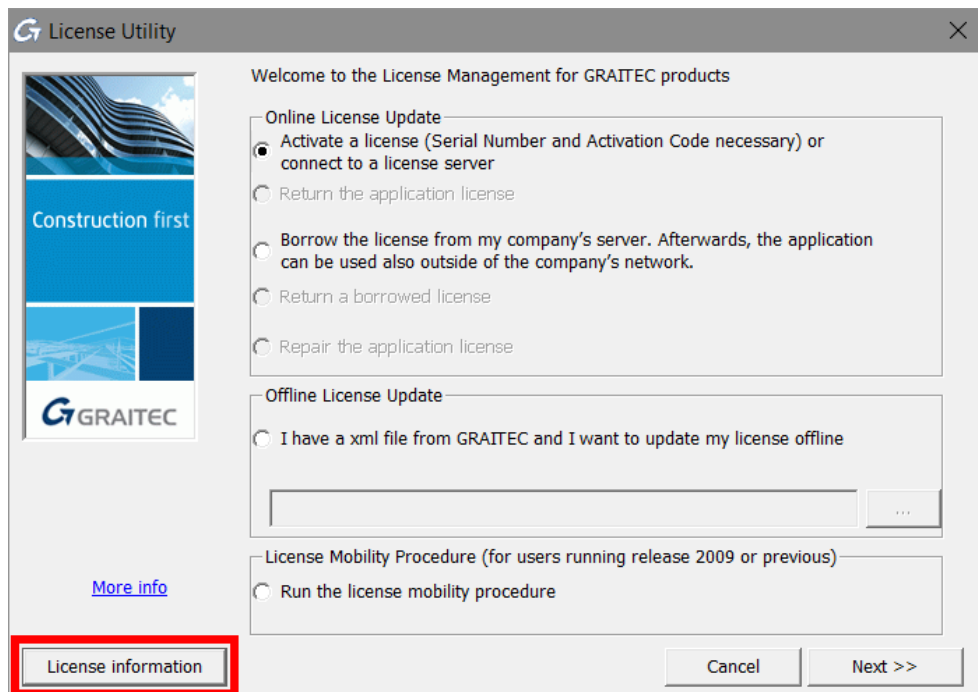 License Utility
Welcome to the License Management for GRAITEC products
Online License Update
Activate a license (Serial Number and Activation Code necessary) or
connect to a license server
Return the application license
Construction first
Borrow the license from my company's server. Afterwards, the application
can be used also outside of the company's network.
Return a borrowed license
Repair the application license
GRAITEC
Offline License Update
I have a xml file from GRAITEC and I want to update my license offline
...
License Mobility Procedure (for users running release 2009 or previous)
More info
Run the license mobility procedure
License information
Cancel
Next >>